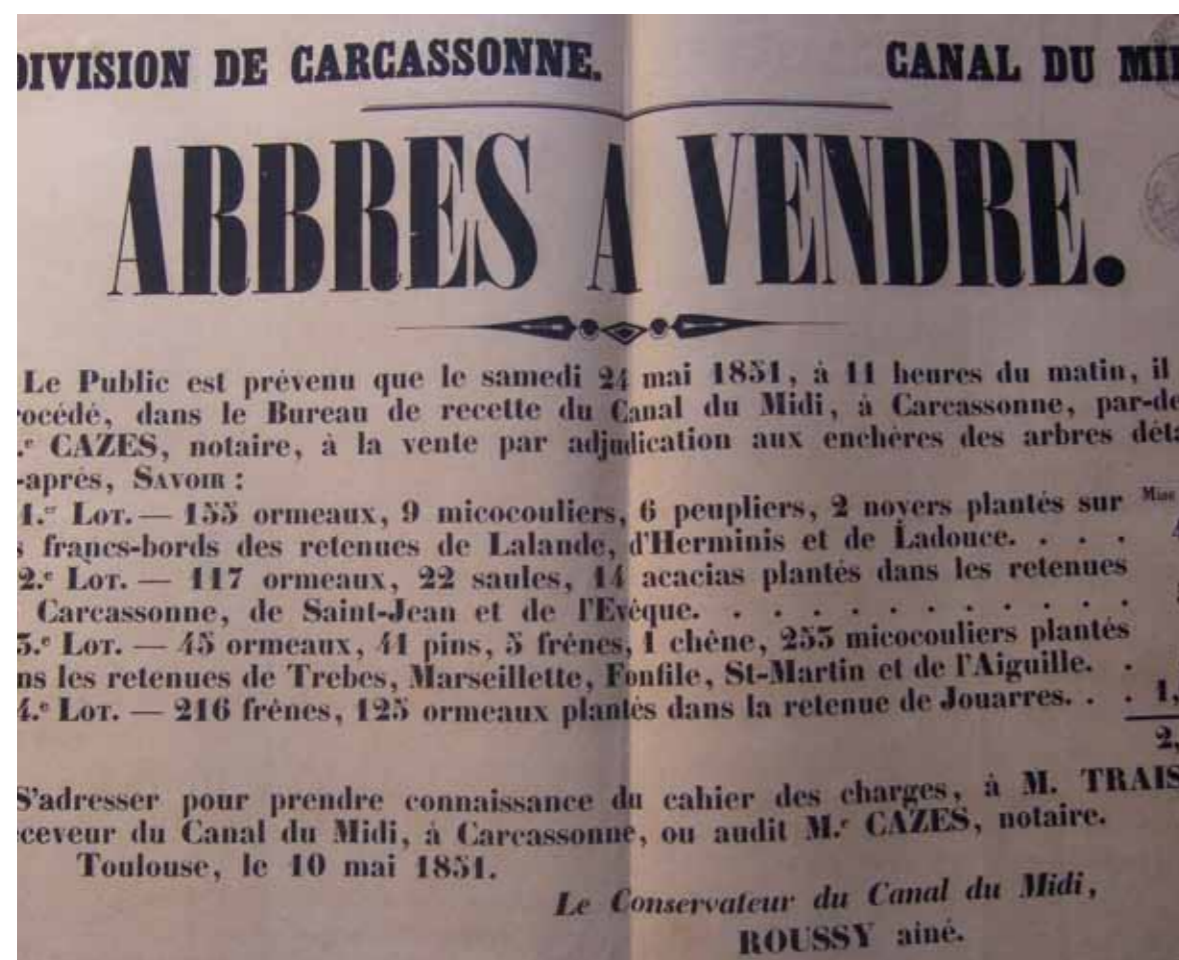 DIVISION DE CARCASSONNE. CANAL DU MI
ARBRES A VENDRE.
Le Public est prévenu que le samedi 24 mai 1851, à 11 heures du matin, il
rocédé, dans le Bureau de recette du Canal du Midi, à Carcassonne, par-de
.e CAZES, notaire, à la vente par adjudication aux enchères des arbres déta
-après, SAVOIR :
1.er LOT. — 155 ormeaux, 9 micocouliers, 6 peupliers, 2 noyers plantés sur Mise
s francs-bords des retenues de Lalande, d'Herminis et de Ladouce. . . . 4
2.e LOT. — 117 ormeaux, 22 saules, 14 acacias plantés dans les retenues
Carcassonne, de Saint-Jean et de l'Evêque. . . . . . . . . . . .
3.e LOT. — 45 ormeaux, 41 pins, 5 frênes, 1 chêne, 253 micocouliers plantés
ns les retenues de Trebes, Marseillette, Fonfile, St-Martin et de l'Aiguille. .
4.e LOT. — 216 frênes, 125 ormeaux plantés dans la retenue de Jouarres. . . 1,
2,
S'adresser pour prendre connaissance du cahier des charges, à M. TRAIS
ceveur du Canal du Midi, à Carcassonne, ou audit M.e CAZES, notaire.
Toulouse, le 10 mai 1851.
Le Conservateur du Canal du Midi,
ROUSSY ainé.